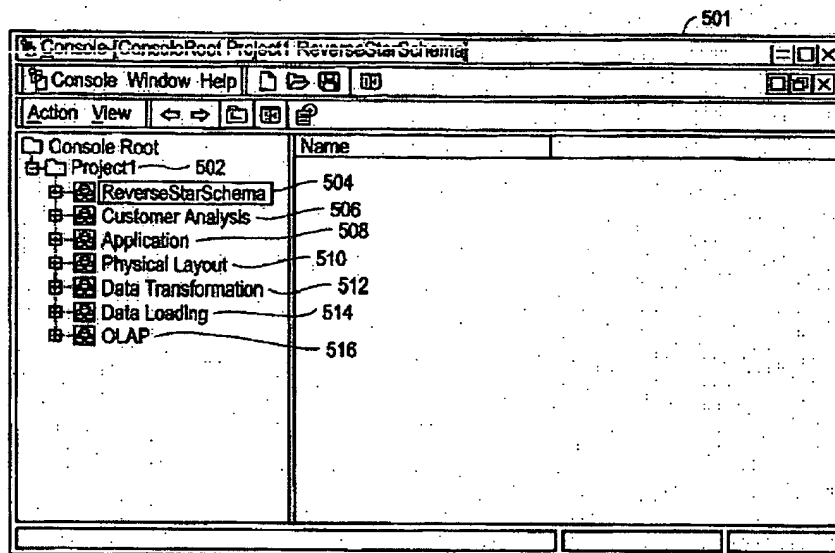 501
Console-[ConsoleRoot Project1 ReverseStarSchema]
Console Window Help
Action View
Console Root
Name
Project1 502
ReverseStarSchema 504
Customer Analysis 506
Application 508
Physical Layout 510
Data Transformation 512
Data Loading 514
OLAP 516